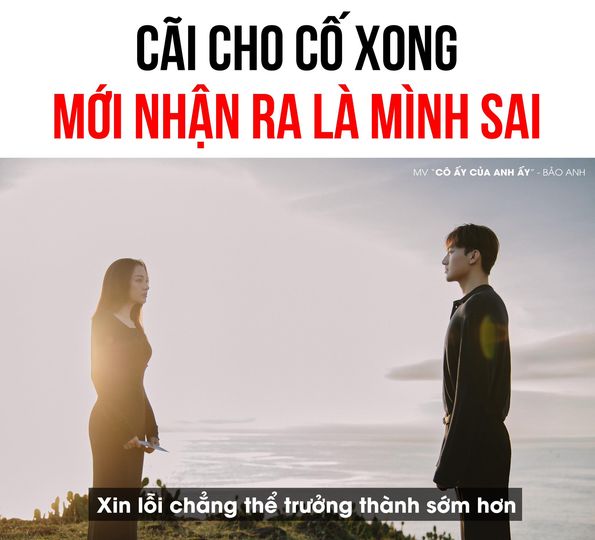 CÃI CHO CỐ XONG
MỚI NHẬN RA LÀ MÌNH SAI
MV "CÔ ẤY CỦA ANH ẤY" - BẢO ANH
Xin lỗi chẳng thể trưởng thành sớm hơn